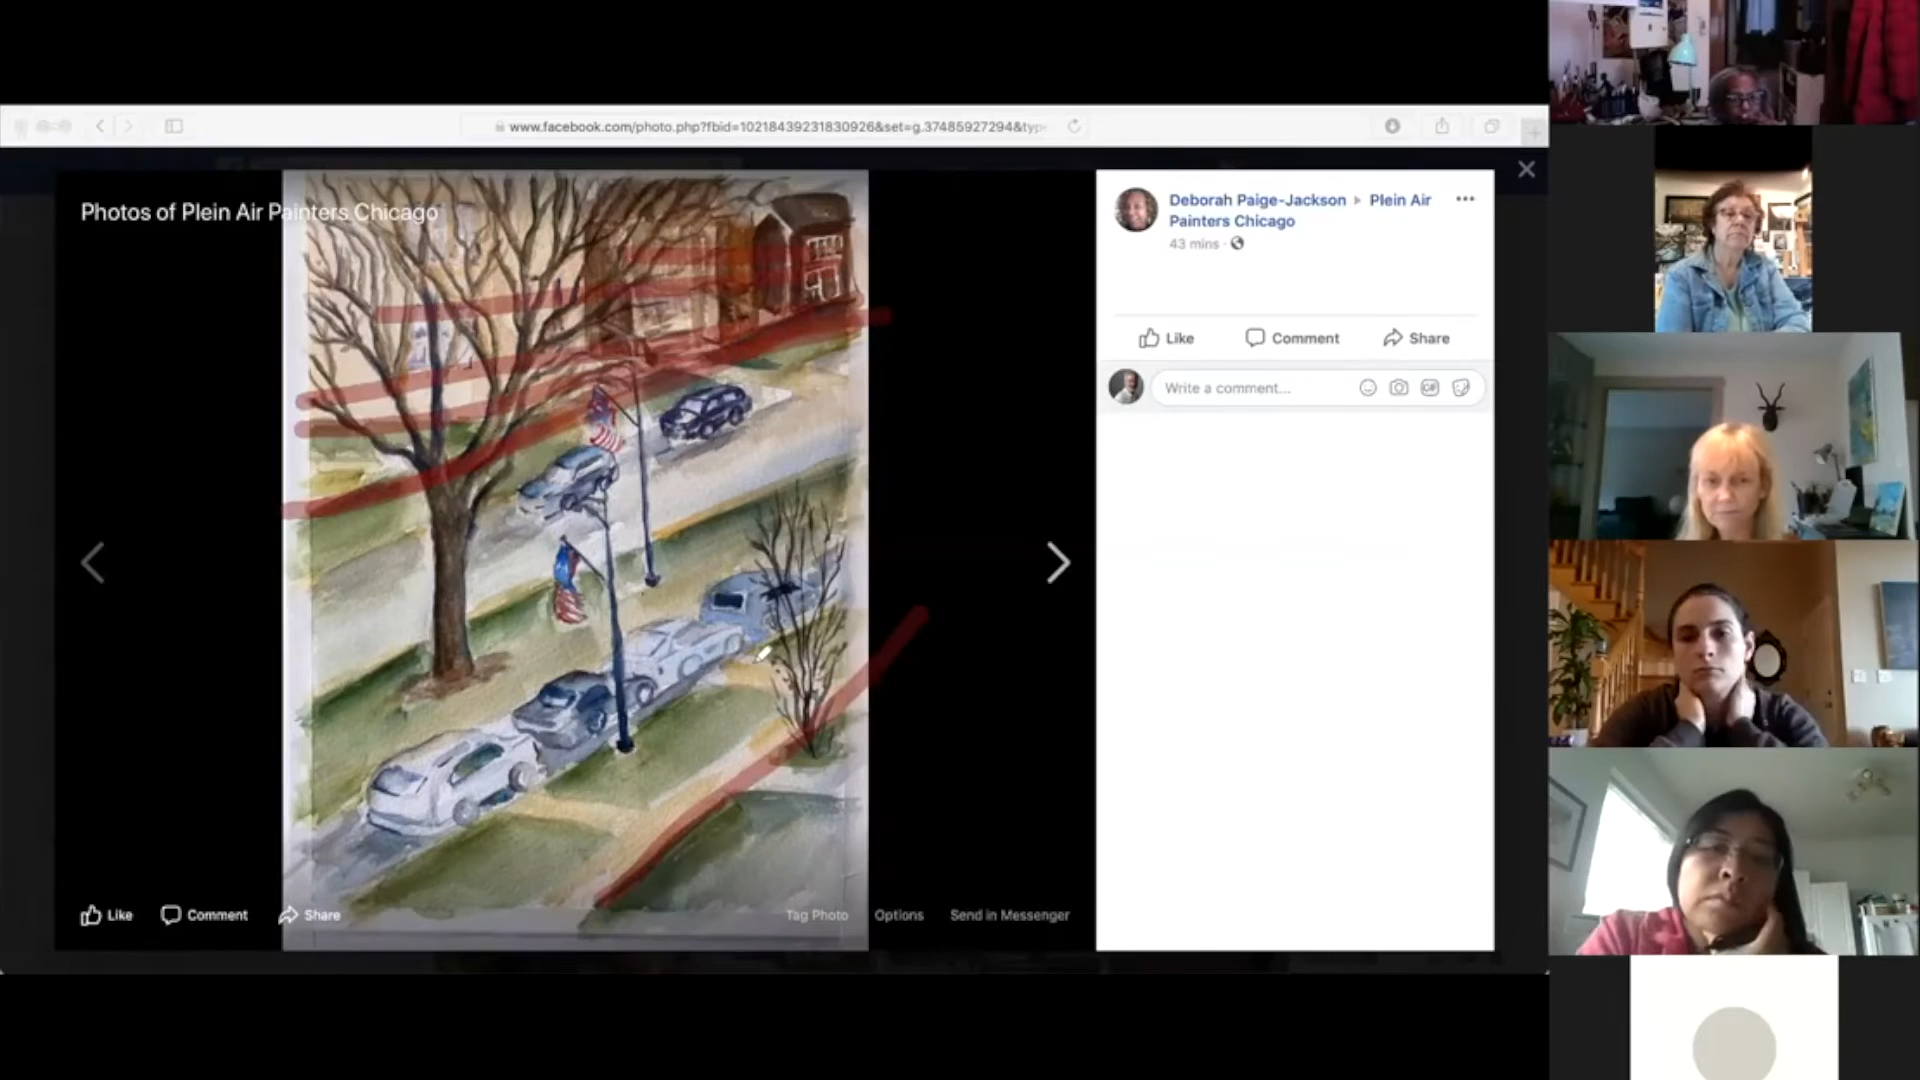 www.facebook.com/photo.php?fbid=10218439231830926&set=g.37485927294&typ
Photos of Plein Air Painters Chicago
Deborah Paige-Jackson ▸ Plein Air
Painters Chicago
43 mins ·
Like Comment Share
Write a comment...
GIF
Like Comment Share Tag Photo Options Send in Messenger